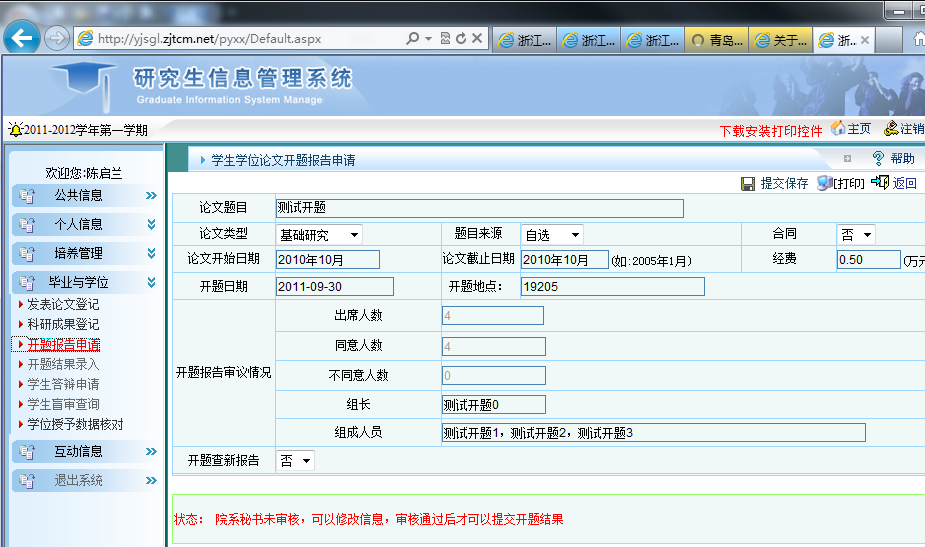 http://yjsgl.zjtcm.net/pyxx/Default.aspx
浙江...
浙江...
浙江...
青岛...
关于...
浙...
研究生信息管理系统
Graduate Information System Manage
2011-2012学年第一学期
下载安装打印控件
主页
注销
欢迎您:陈启兰
公共信息
个人信息
培养管理
毕业与学位
发表论文登记
科研成果登记
开题报告申请
开题结果录入
学生答辩申请
学生盲审查询
学位授予数据核对
互动信息
退出系统
学生学位论文开题报告申请
帮助
提交保存
[打印]
返回
论文题目 测试开题
论文类型 基础研究 题目来源 自选 合同 否
论文开始日期 2010年10月 论文截止日期 2010年10月 (如:2005年1月) 经费 0.50 (万元
开题日期 2011-09-30 开题地点: 19205
开题报告审议情况
出席人数 4
同意人数 4
不同意人数 0
组长 测试开题0
组成人员 测试开题1，测试开题2，测试开题3
开题查新报告 否
状态： 院系秘书未审核，可以修改信息，审核通过后才可以提交开题结果